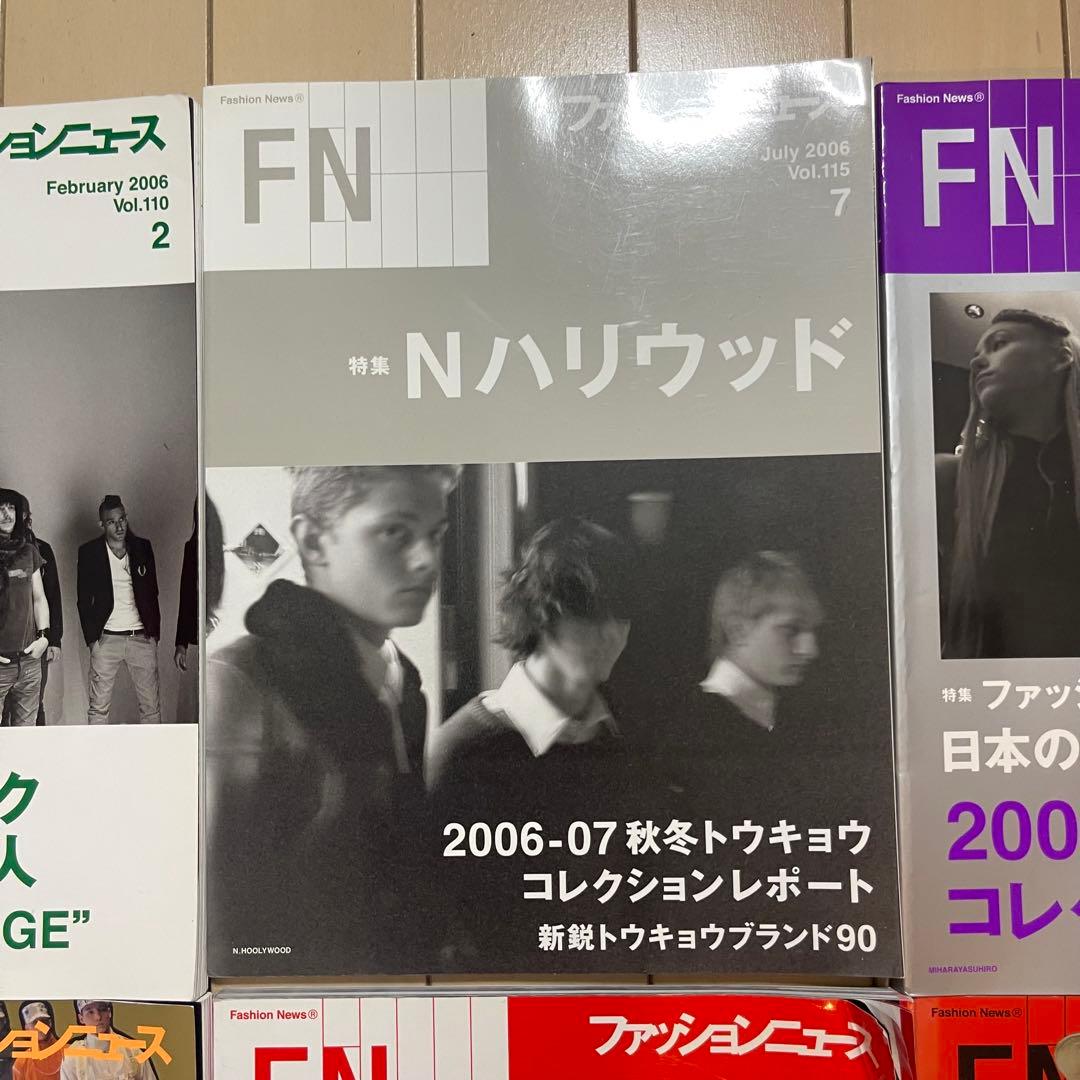 ションニュース
February 2006
Vol.110
2
ク
人
GE”
Fashion News®
FN
ファッションニュース
July 2006
Vol.115
7
特集 Nハリウッド
2006-07 秋冬トウキョウ
コレクションレポート
新鋭トウキョウブランド90
N.HOOLYWOOD
Fashion News®
FN
特集 ファッシ
日本の
200
コレク
MIHARAYASUHIRO
ションニュース
Fashion News®
FN
ファッションニュース
Fashion News®
FN